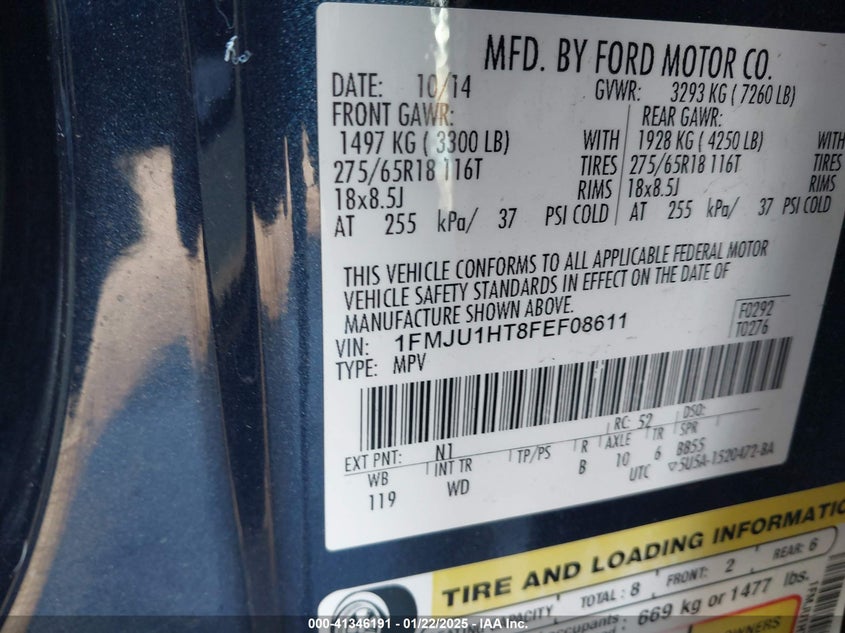 MFD. BY FORD MOTOR CO.
DATE: 10/14 GVWR: 3293 KG ( 7260 LB)
FRONT GAWR: REAR GAWR:
1497 KG ( 3300 LB) WITH 1928 KG ( 4250 LB) WITH
275/65R18 116T TIRES 275/65R18 116T TIRES
18x8.5J RIMS 18x8.5J RIMS
AT 255 kPa/ 37 PSI COLD AT 255 kPa/ 37 PSI COLD
THIS VEHICLE CONFORMS TO ALL APPLICABLE FEDERAL MOTOR
VEHICLE SAFETY STANDARDS IN EFFECT ON THE DATE OF
MANUFACTURE SHOWN ABOVE.
F0292
VIN: 1FMJU1HT8FEF08611
T0276
TYPE: MPV
EXT PNT: N1 RC: 52 DSO:
WB INT TR TP/PS R AXLE TR SPR
119 WD B 10 6 BB55
UTC ▽5U5A-1520472-BA
TIRE AND LOADING INFORMATIO
TOTAL : 8 FRONT: 2 REAR: 6
669 kg or 1477 lbs.
OWNERS
000-41346191 - 01/22/2025 - IAA Inc.